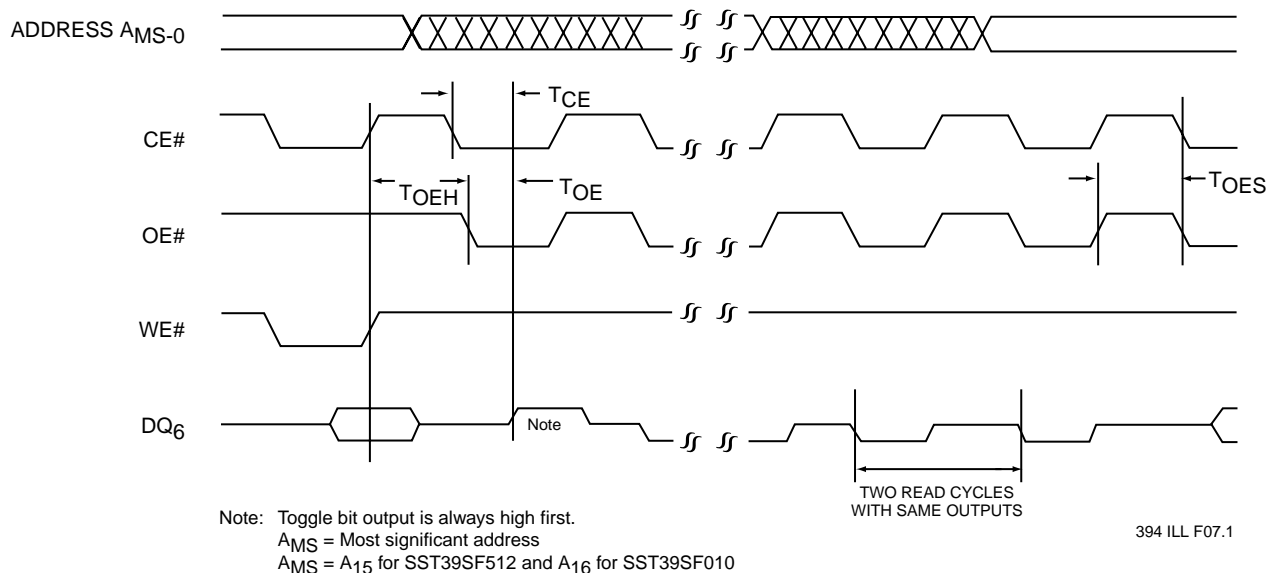 ADDRESS AMS-0
TCE
CE#
TOEH
TOE
TOES
OE#
WE#
DQ6
Note
TWO READ CYCLES
WITH SAME OUTPUTS
Note: Toggle bit output is always high first.
AMS = Most significant address
AMS = A15 for SST39SF512 and A16 for SST39SF010
394 ILL F07.1